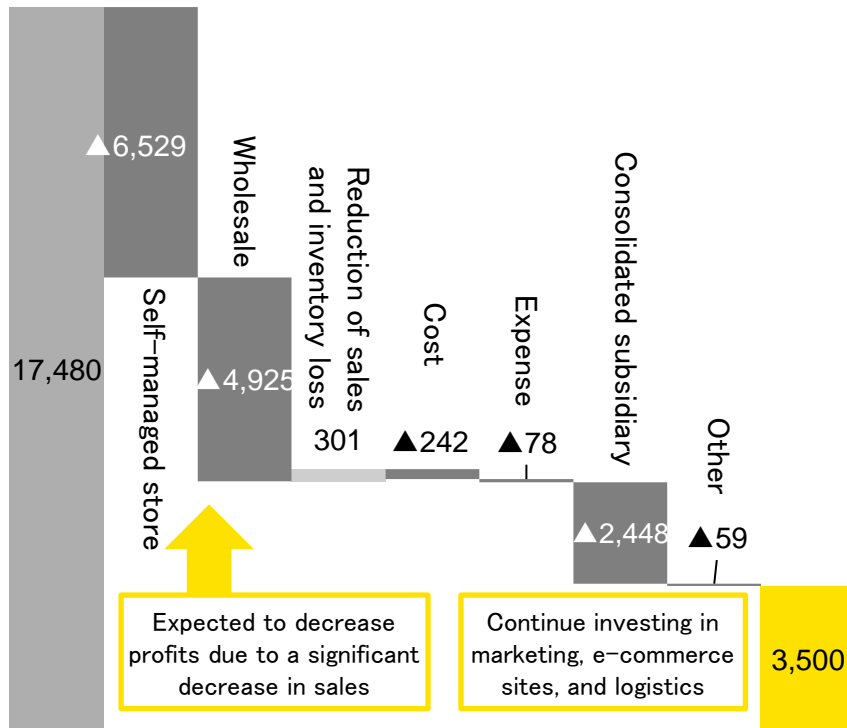 17,480
▲6,529
Self-managed store
Wholesale
▲4,925
Reduction of sales
and inventory loss
301
Cost
▲242
Expense
▲78
Consolidated subsidiary
▲2,448
Other
▲59
3,500
Expected to decrease
profits due to a significant
decrease in sales
Continue investing in
marketing, e-commerce
sites, and logistics